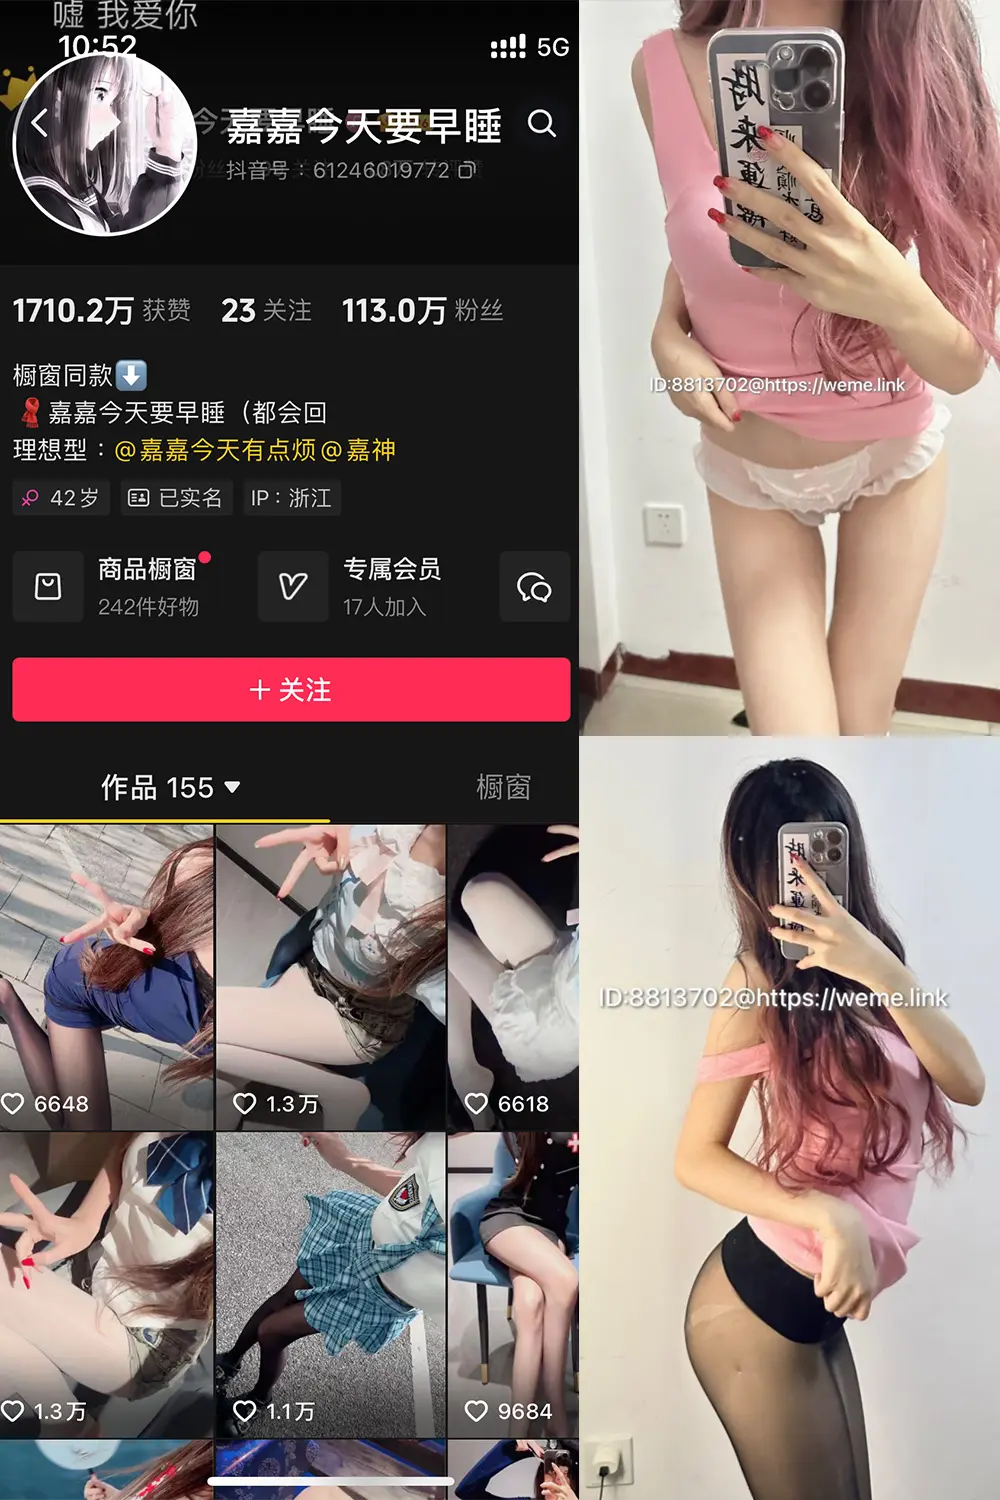 嘘 我爱你
10:52
5G
嘉嘉今天要早睡
抖音号：61246019772
1710.2万 获赞 23 关注 113.0万 粉丝
橱窗同款⬇️
🧣嘉嘉今天要早睡（都会回
理想型：@嘉嘉今天有点烦@嘉神
42岁 已实名 IP：浙江
商品橱窗 专属会员
242件好物 17人加入
＋关注
作品 155 橱窗
6648 1.3万 6618
1.3万 1.1万 9684
ID:8813702@https://weme.link
ID:8813702@https://weme.link